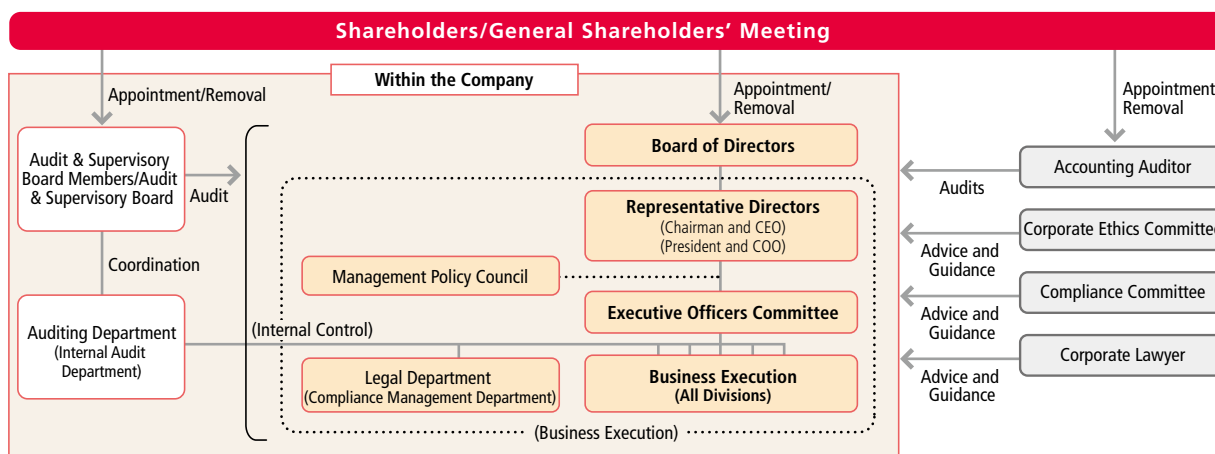 Shareholders/General Shareholders' Meeting
Within the Company
Appointment/Removal
Appointment/
Removal
Appointment/
Removal
Audit & Supervisory
Board Members/Audit
& Supervisory Board
Audit
Board of Directors
Accounting Auditor
Audits
Representative Directors
(Chairman and CEO)
(President and COO)
Corporate Ethics Committee
Advice and
Guidance
Coordination
Management Policy Council
Compliance Committee
Advice and
Guidance
Auditing Department
(Internal Audit
Department)
(Internal Control)
Executive Officers Committee
Corporate Lawyer
Advice and
Guidance
Legal Department
(Compliance Management Department)
Business Execution
(All Divisions)
(Business Execution)